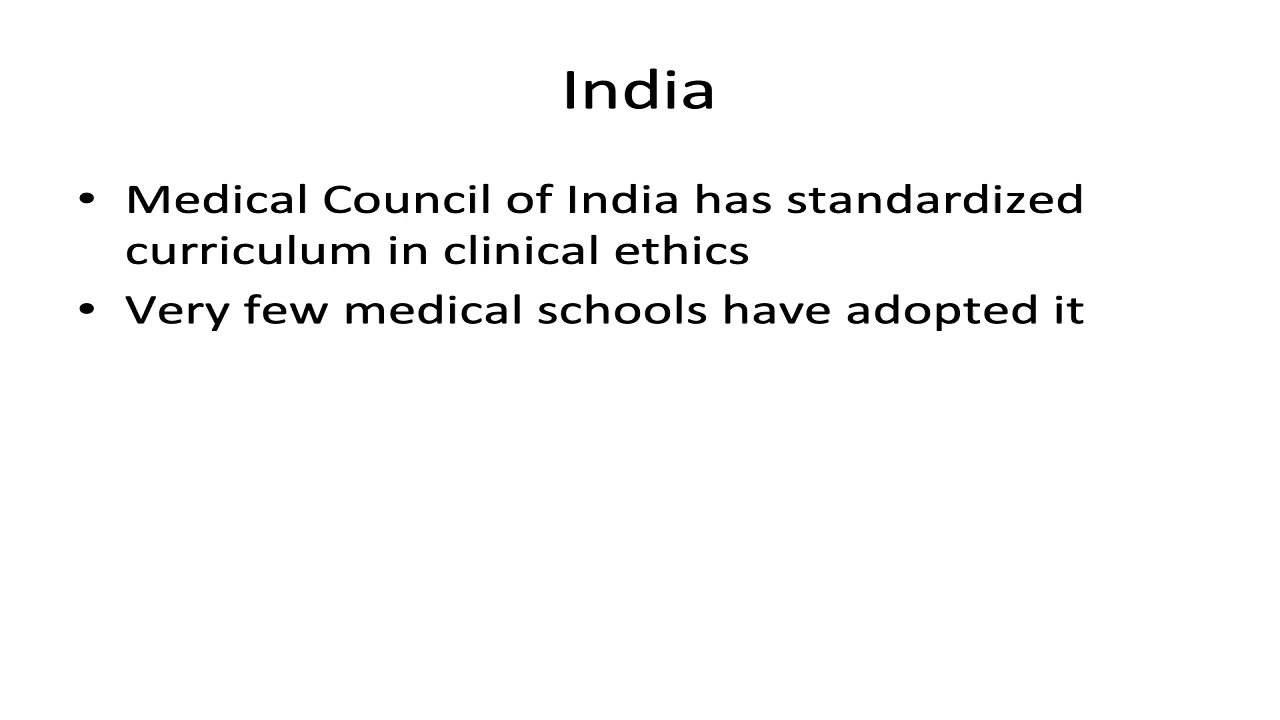 India
• Medical Council of India has standardized
curriculum in clinical ethics
• Very few medical schools have adopted it